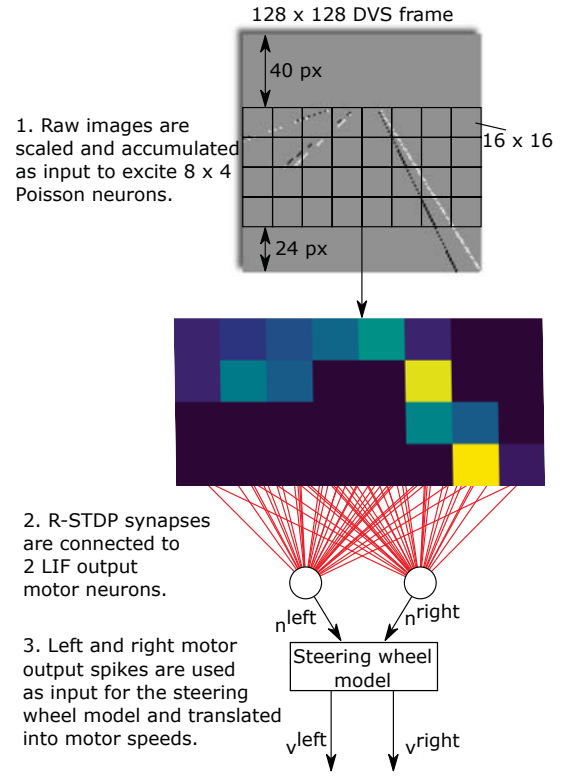 128 x 128 DVS frame
40 px
1. Raw images are
scaled and accumulated
as input to excite 8 x 4
Poisson neurons.
16 x 16
24 px
2. R-STDP synapses
are connected to
2 LIF output
motor neurons.
n^left
n^right
3. Left and right motor
output spikes are used
as input for the steering
wheel model and translated
into motor speeds.
Steering wheel
model
v^left
v^right